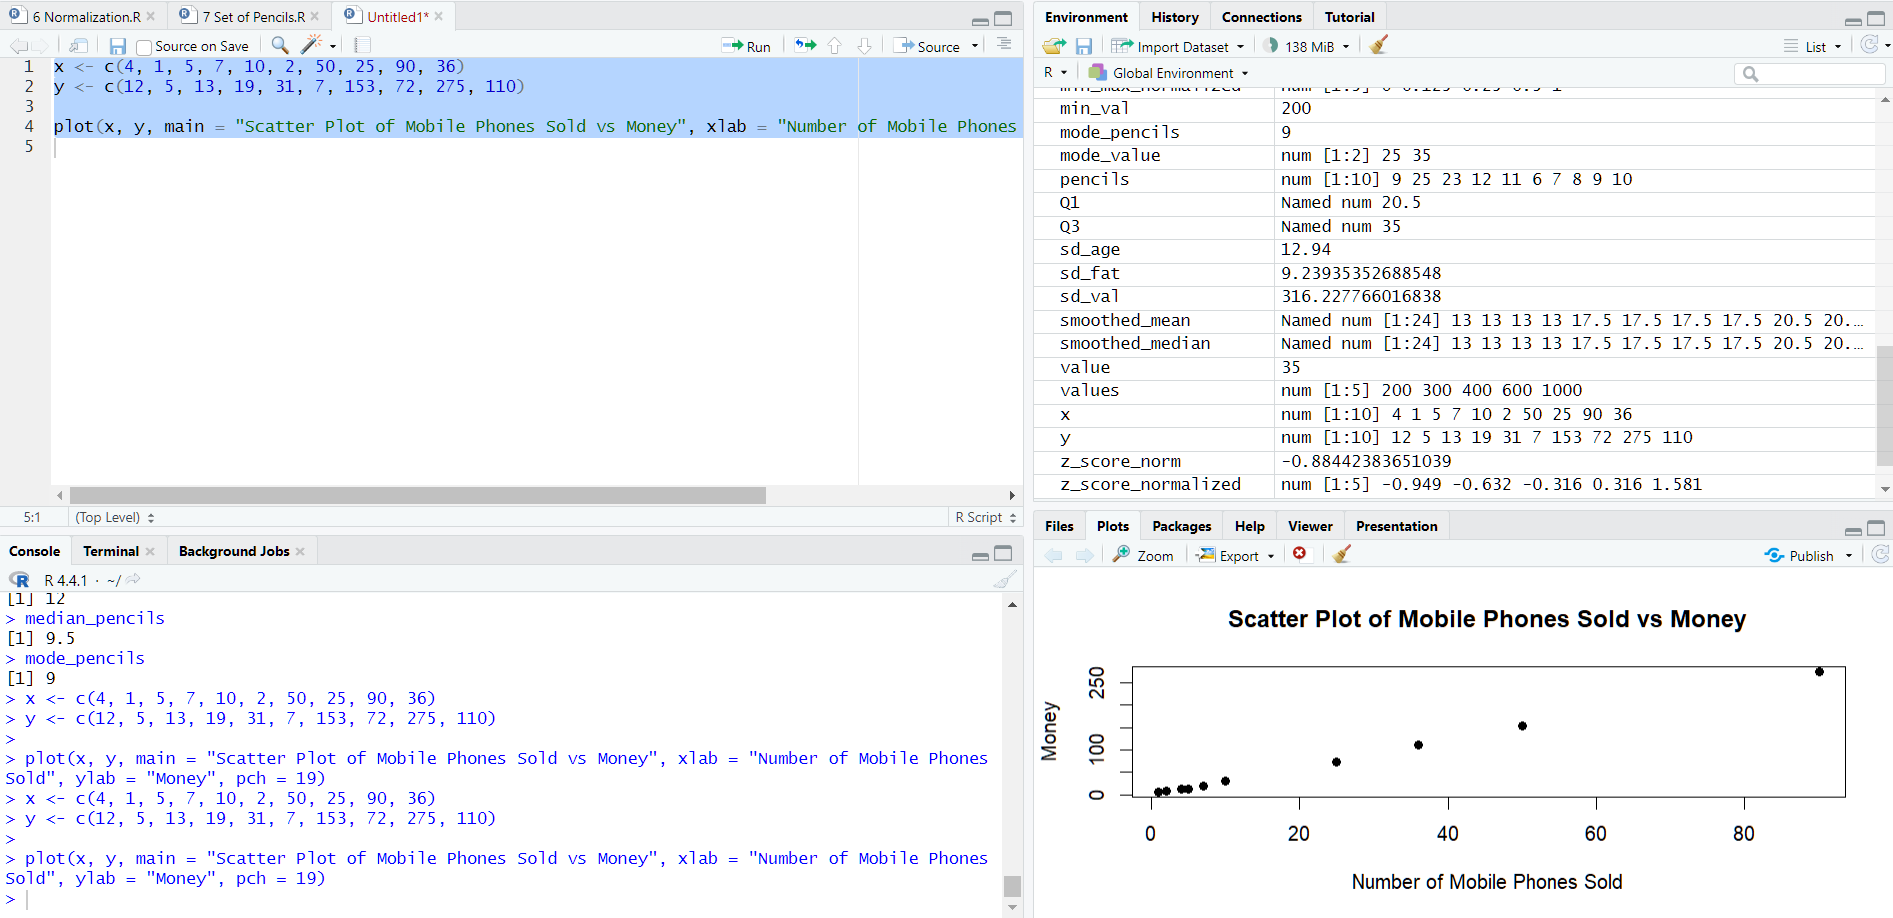 6 Normalization.R
7 Set of Pencils.R
Untitled1*
Source on Save
Run
Source
1 x <- c(4, 1, 5, 7, 10, 2, 50, 25, 90, 36)
2 y <- c(12, 5, 13, 19, 31, 7, 153, 72, 275, 110)
3
4 plot(x, y, main = "Scatter Plot of Mobile Phones Sold vs Money", xlab = "Number of Mobile Phones
5
5:1 (Top Level) R Script
Console Terminal Background Jobs
R 4.4.1 · ~/
[1] 12
> median_pencils
[1] 9.5
> mode_pencils
[1] 9
> x <- c(4, 1, 5, 7, 10, 2, 50, 25, 90, 36)
> y <- c(12, 5, 13, 19, 31, 7, 153, 72, 275, 110)
>
> plot(x, y, main = "Scatter Plot of Mobile Phones Sold vs Money", xlab = "Number of Mobile Phones
Sold", ylab = "Money", pch = 19)
> x <- c(4, 1, 5, 7, 10, 2, 50, 25, 90, 36)
> y <- c(12, 5, 13, 19, 31, 7, 153, 72, 275, 110)
>
> plot(x, y, main = "Scatter Plot of Mobile Phones Sold vs Money", xlab = "Number of Mobile Phones
Sold", ylab = "Money", pch = 19)
>
Environment History Connections Tutorial
Import Dataset 138 MiB List
R Global Environment
min_max_normalized num [1:5] 0 0.125 0.25 0.5 1
min_val 200
mode_pencils 9
mode_value num [1:2] 25 35
pencils num [1:10] 9 25 23 12 11 6 7 8 9 10
Q1 Named num 20.5
Q3 Named num 35
sd_age 12.94
sd_fat 9.23935352688548
sd_val 316.227766016838
smoothed_mean Named num [1:24] 13 13 13 13 17.5 17.5 17.5 17.5 20.5 20.…
smoothed_median Named num [1:24] 13 13 13 13 17.5 17.5 17.5 17.5 20.5 20.…
value 35
values num [1:5] 200 300 400 600 1000
x num [1:10] 4 1 5 7 10 2 50 25 90 36
y num [1:10] 12 5 13 19 31 7 153 72 275 110
z_score_norm -0.88442383651039
z_score_normalized num [1:5] -0.949 -0.632 -0.316 0.316 1.581
Files Plots Packages Help Viewer Presentation
Zoom Export Publish
Scatter Plot of Mobile Phones Sold vs Money
Money
250
100
0
0 20 40 60 80
Number of Mobile Phones Sold